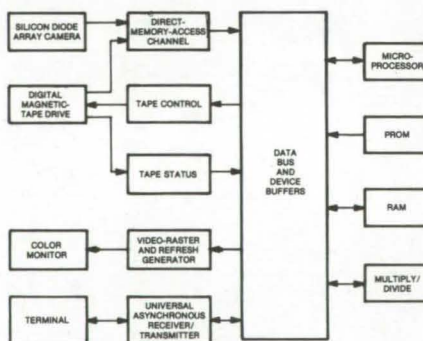 SILICON DIODE
ARRAY CAMERA
DIRECT-
MEMORY-ACCESS
CHANNEL
MICRO-
PROCESSOR
DIGITAL
MAGNETIC-
TAPE DRIVE
TAPE CONTROL
PROM
DATA
BUS
AND
DEVICE
BUFFERS
TAPE STATUS
RAM
COLOR
MONITOR
VIDEO-RASTER
AND REFRESH
GENERATOR
MULTIPLY/
DIVIDE
TERMINAL
UNIVERSAL
ASYNCHRONOUS
RECEIVER/
TRANSMITTER